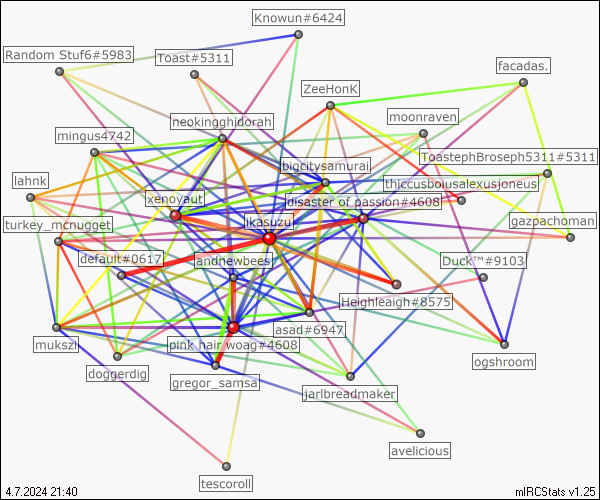 Knowun#6424
Random Stuf6#5983
Toast#5311
facadas.
ZeeHonK
moonraven
neokingghidorah
mingus4742
ToastephBroseph5311#5311
bigcitysamurai
thiccusboiusalexusjoneus
lahnk
xenoyaut
disaster of passion#4608
ikasuzu
turkey_mcnugget
gazpachoman
default#0617
andnewbees
Duck™#9103
Heighleaigh#8575
asad#6947
mukszi
pink hair woag#4608
ogshroom
doggerdig
gregor_samsa
jarlbreadmaker
avelicious
tescoroll
4.7.2024 21:40
mIRCStats v1.25